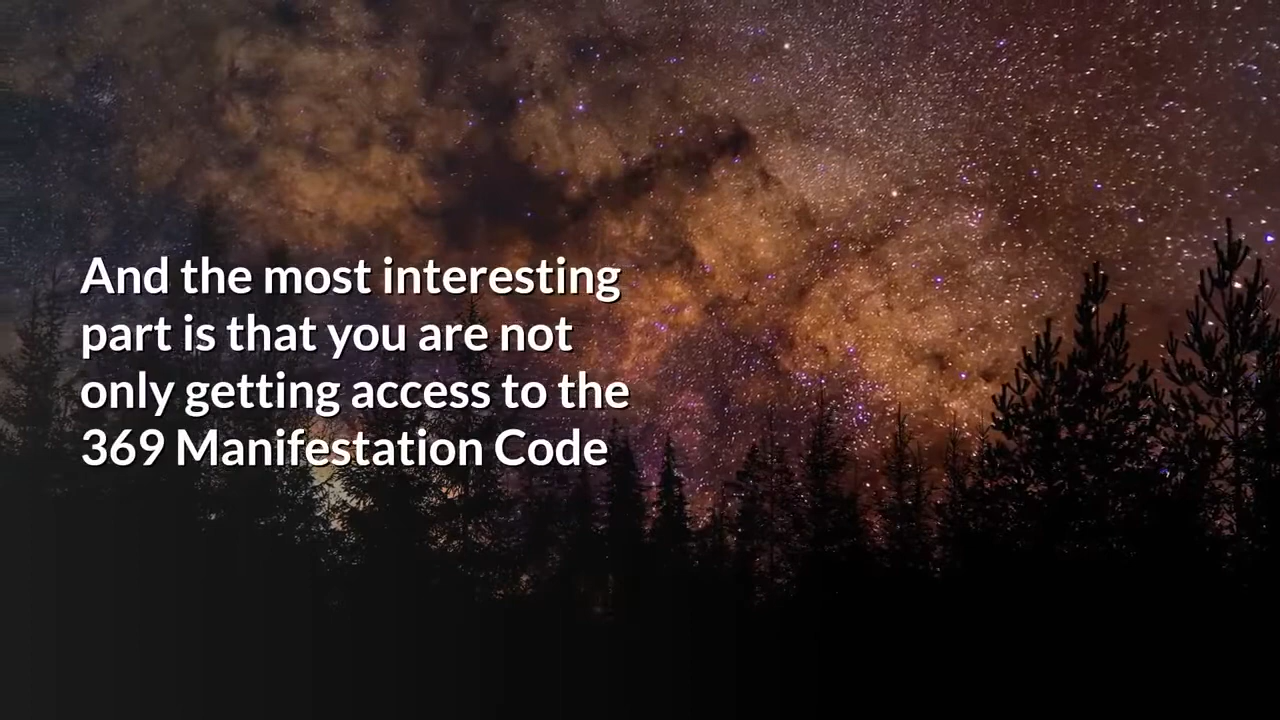 And the most interesting
part is that you are not
only getting access to the
369 Manifestation Code